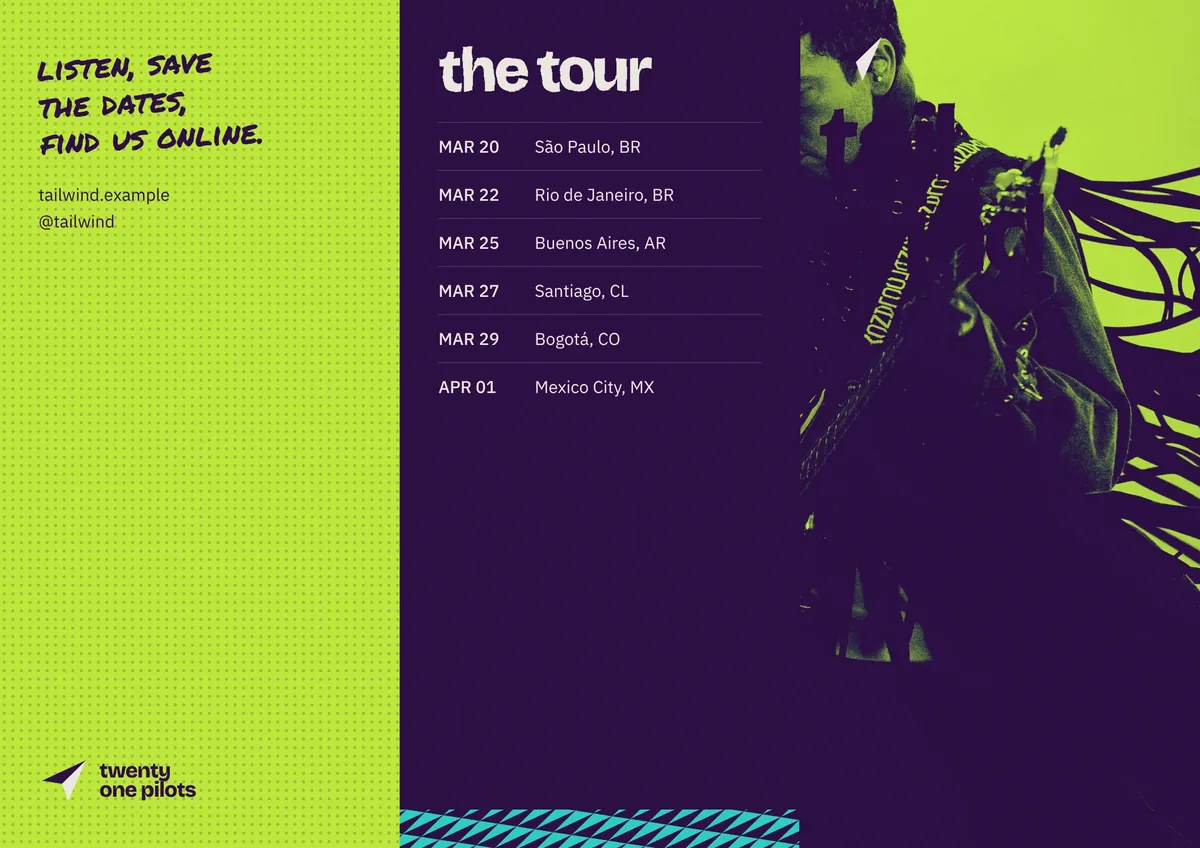 LISTEN, SAVE
THE DATES,
FIND US ONLINE.
tailwind.example
@tailwind
twenty
one pilots
the tour
MAR 20 São Paulo, BR
MAR 22 Rio de Janeiro, BR
MAR 25 Buenos Aires, AR
MAR 27 Santiago, CL
MAR 29 Bogotá, CO
APR 01 Mexico City, MX